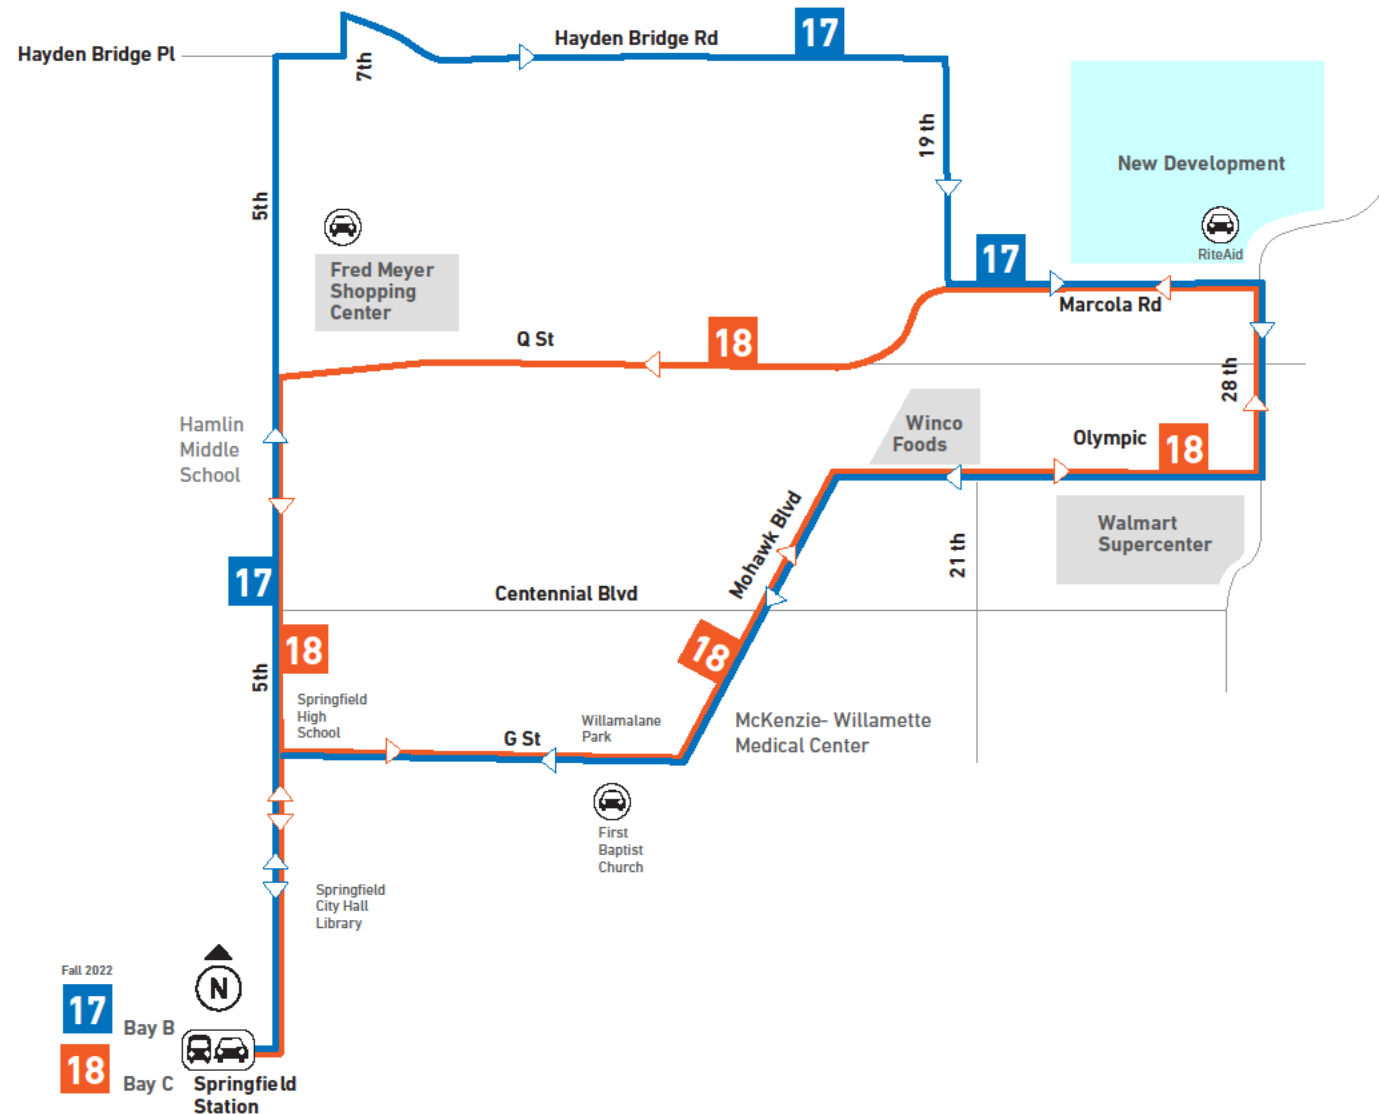 17
Hayden Bridge Rd
Hayden Bridge Pl
7th
19 th
New Development
5th
RiteAid
17
Fred Meyer
Shopping
Center
Marcola Rd
Q St
18
28 th
Hamlin
Middle
School
Winco
Foods
Olympic
18
Mohawk Blvd
Walmart
Supercenter
21 th
17
Centennial Blvd
18
18
5th
Springfield
High
School
G St
Willamalane
Park
McKenzie- Willamette
Medical Center
First
Baptist
Church
Springfield
City Hall
Library
N
Fall 2022
17
Bay B
18
Bay C
Springfield
Station